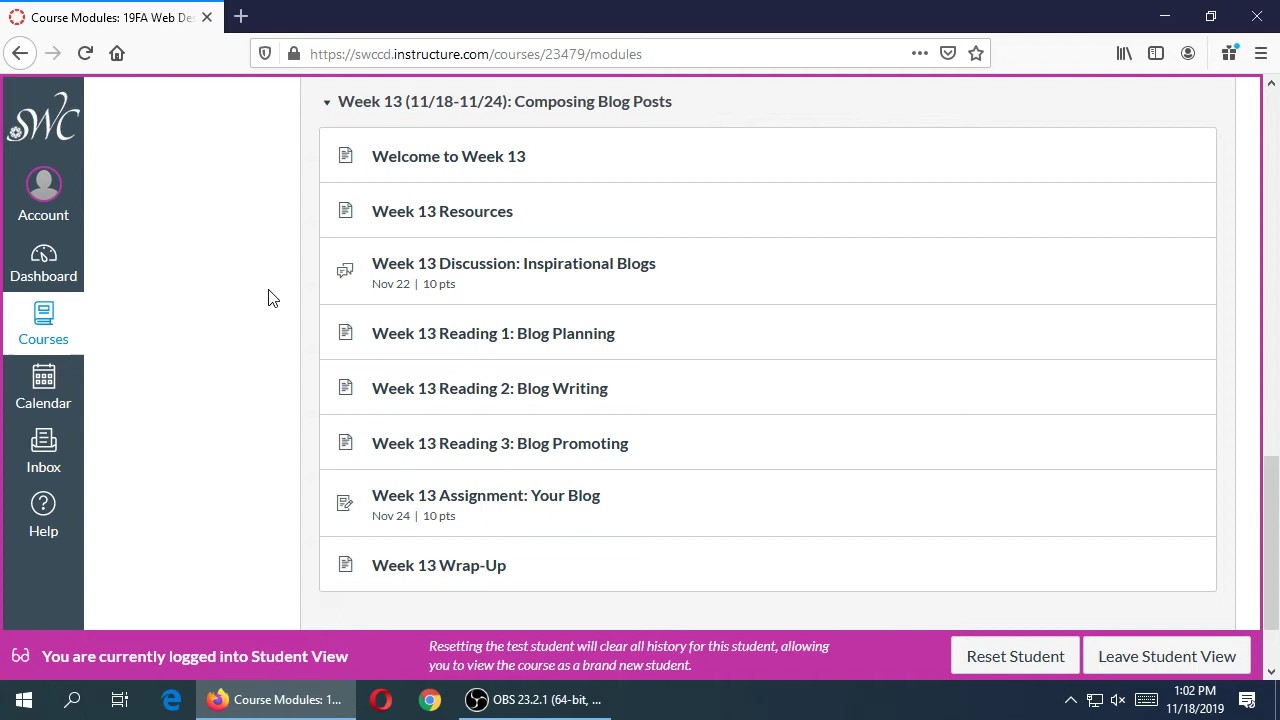 Course Modules: 19FA Web Des
https://swccd.instructure.com/courses/23479/modules
SWC
Account
Dashboard
Courses
Calendar
Inbox
Help
Week 13 (11/18-11/24): Composing Blog Posts
Welcome to Week 13
Week 13 Resources
Week 13 Discussion: Inspirational Blogs
Nov 22 | 10 pts
Week 13 Reading 1: Blog Planning
Week 13 Reading 2: Blog Writing
Week 13 Reading 3: Blog Promoting
Week 13 Assignment: Your Blog
Nov 24 | 10 pts
Week 13 Wrap-Up
You are currently logged into Student View
Resetting the test student will clear all history for this student, allowing
you to view the course as a brand new student.
Reset Student
Leave Student View
Course Modules: 1...
OBS 23.2.1 (64-bit, ...
1:02 PM
11/18/2019